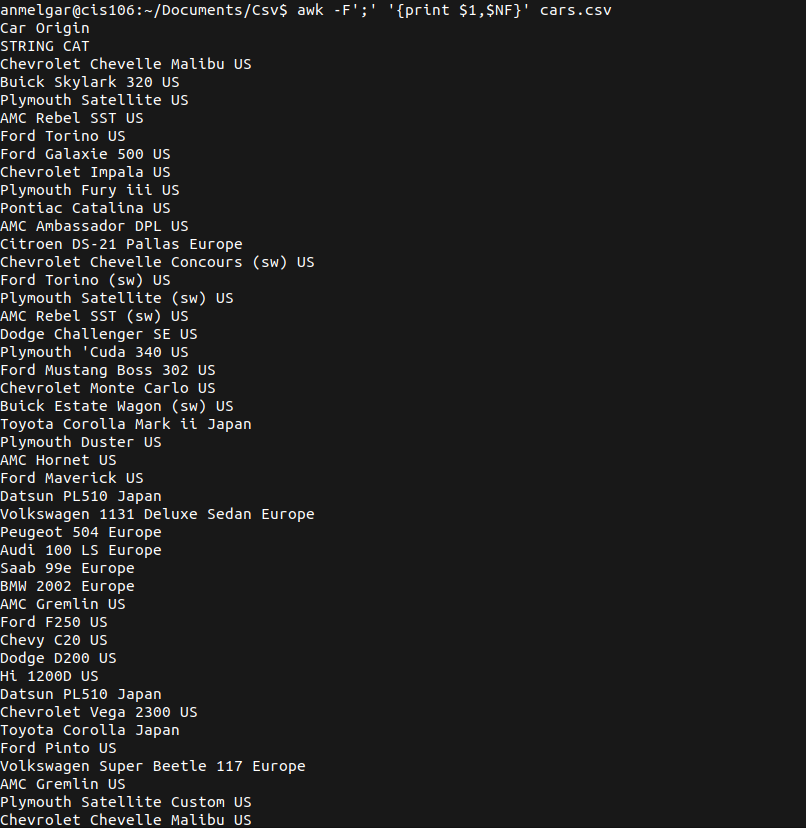 anmelgar@cis106:~/Documents/Csv$ awk -F';' '{print $1,$NF}' cars.csv
Car Origin
STRING CAT
Chevrolet Chevelle Malibu US
Buick Skylark 320 US
Plymouth Satellite US
AMC Rebel SST US
Ford Torino US
Ford Galaxie 500 US
Chevrolet Impala US
Plymouth Fury iii US
Pontiac Catalina US
AMC Ambassador DPL US
Citroen DS-21 Pallas Europe
Chevrolet Chevelle Concours (sw) US
Ford Torino (sw) US
Plymouth Satellite (sw) US
AMC Rebel SST (sw) US
Dodge Challenger SE US
Plymouth 'Cuda 340 US
Ford Mustang Boss 302 US
Chevrolet Monte Carlo US
Buick Estate Wagon (sw) US
Toyota Corolla Mark ii Japan
Plymouth Duster US
AMC Hornet US
Ford Maverick US
Datsun PL510 Japan
Volkswagen 1131 Deluxe Sedan Europe
Peugeot 504 Europe
Audi 100 LS Europe
Saab 99e Europe
BMW 2002 Europe
AMC Gremlin US
Ford F250 US
Chevy C20 US
Dodge D200 US
Hi 1200D US
Datsun PL510 Japan
Chevrolet Vega 2300 US
Toyota Corolla Japan
Ford Pinto US
Volkswagen Super Beetle 117 Europe
AMC Gremlin US
Plymouth Satellite Custom US
Chevrolet Chevelle Malibu US